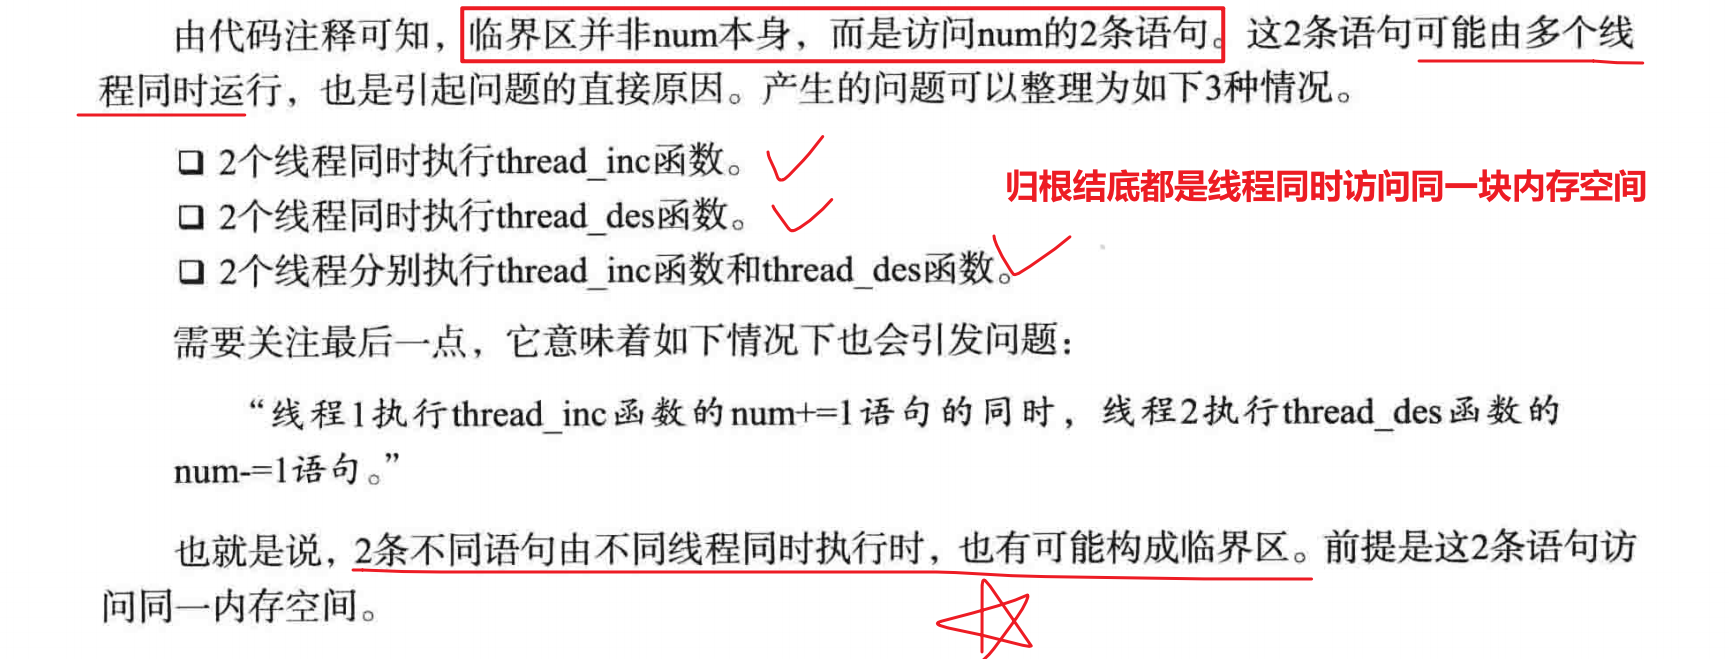 由代码注释可知，临界区并非num本身，而是访问num的2条语句。这2条语句可能由多个线
程同时运行，也是引起问题的直接原因。产生的问题可以整理为如下3种情况。
❑ 2个线程同时执行thread_inc函数。
归根结底都是线程同时访问同一块内存空间
❑ 2个线程同时执行thread_des函数。
❑ 2个线程分别执行thread_inc函数和thread_des函数。
需要关注最后一点，它意味着如下情况下也会引发问题：
“线程1执行thread_inc函数的num+=1语句的同时，线程2执行thread_des函数的
num-=1语句。”
也就是说，2条不同语句由不同线程同时执行时，也有可能构成临界区。前提是这2条语句访
问同一内存空间。